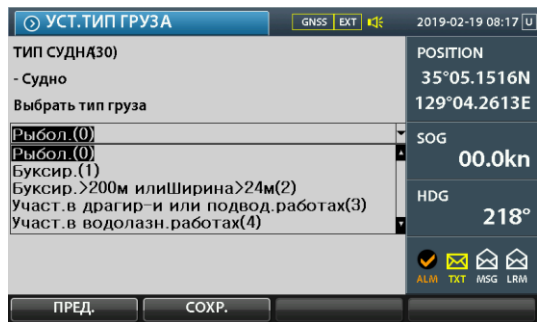 УСТ.ТИП ГРУЗА
GNSS EXT
2019-02-19 08:17 U
ТИП СУДНА(30)
- Судно
Выбрать тип груза
Рыбол.(0)
Рыбол.(0)
Буксир.(1)
Буксир.>200м илиШирина>24м(2)
Участ.в драгир-и или подвод.работах(3)
Участ.в водолазн.работах(4)
POSITION
35°05.1516N
129°04.2613E
SOG
00.0kn
HDG
218°
ALM TXT MSG LRM
ПРЕД. СОХР.